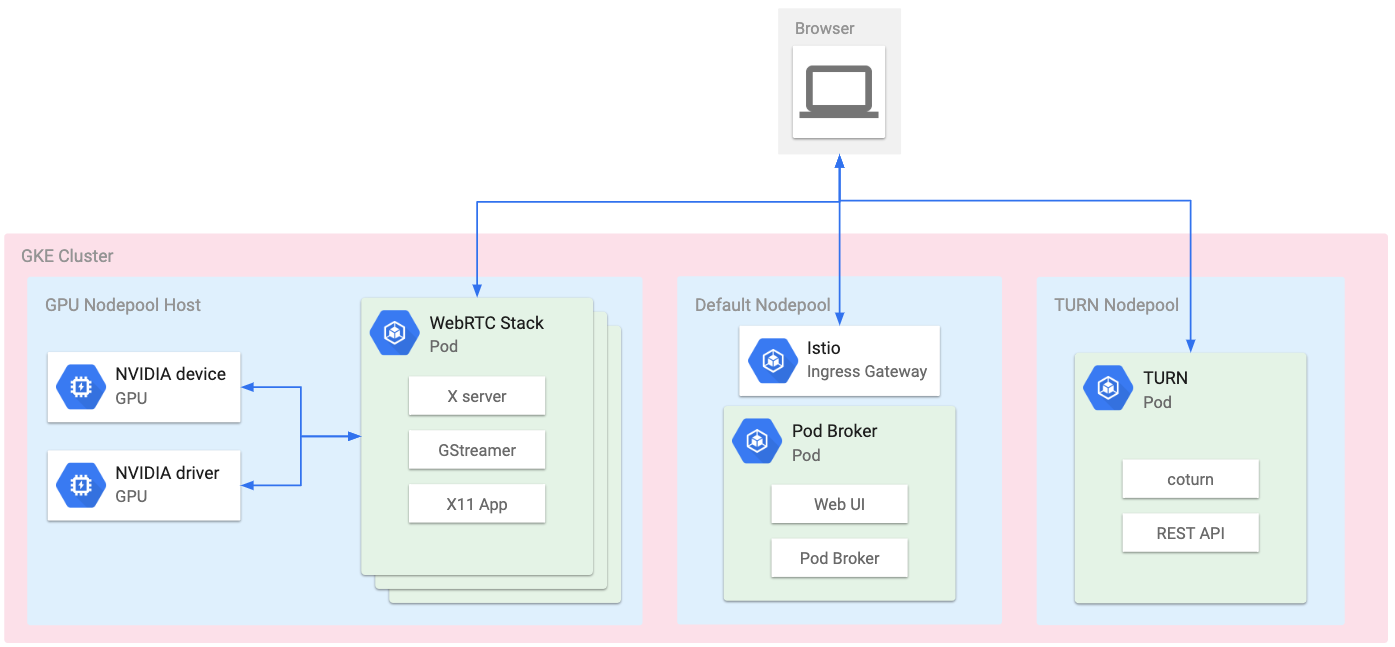 Browser
GKE Cluster
GPU Nodepool Host
NVIDIA device
GPU
NVIDIA driver
GPU
WebRTC Stack
Pod
X server
GStreamer
X11 App
Default Nodepool
Istio
Ingress Gateway
Pod Broker
Pod
Web UI
Pod Broker
TURN Nodepool
TURN
Pod
coturn
REST API